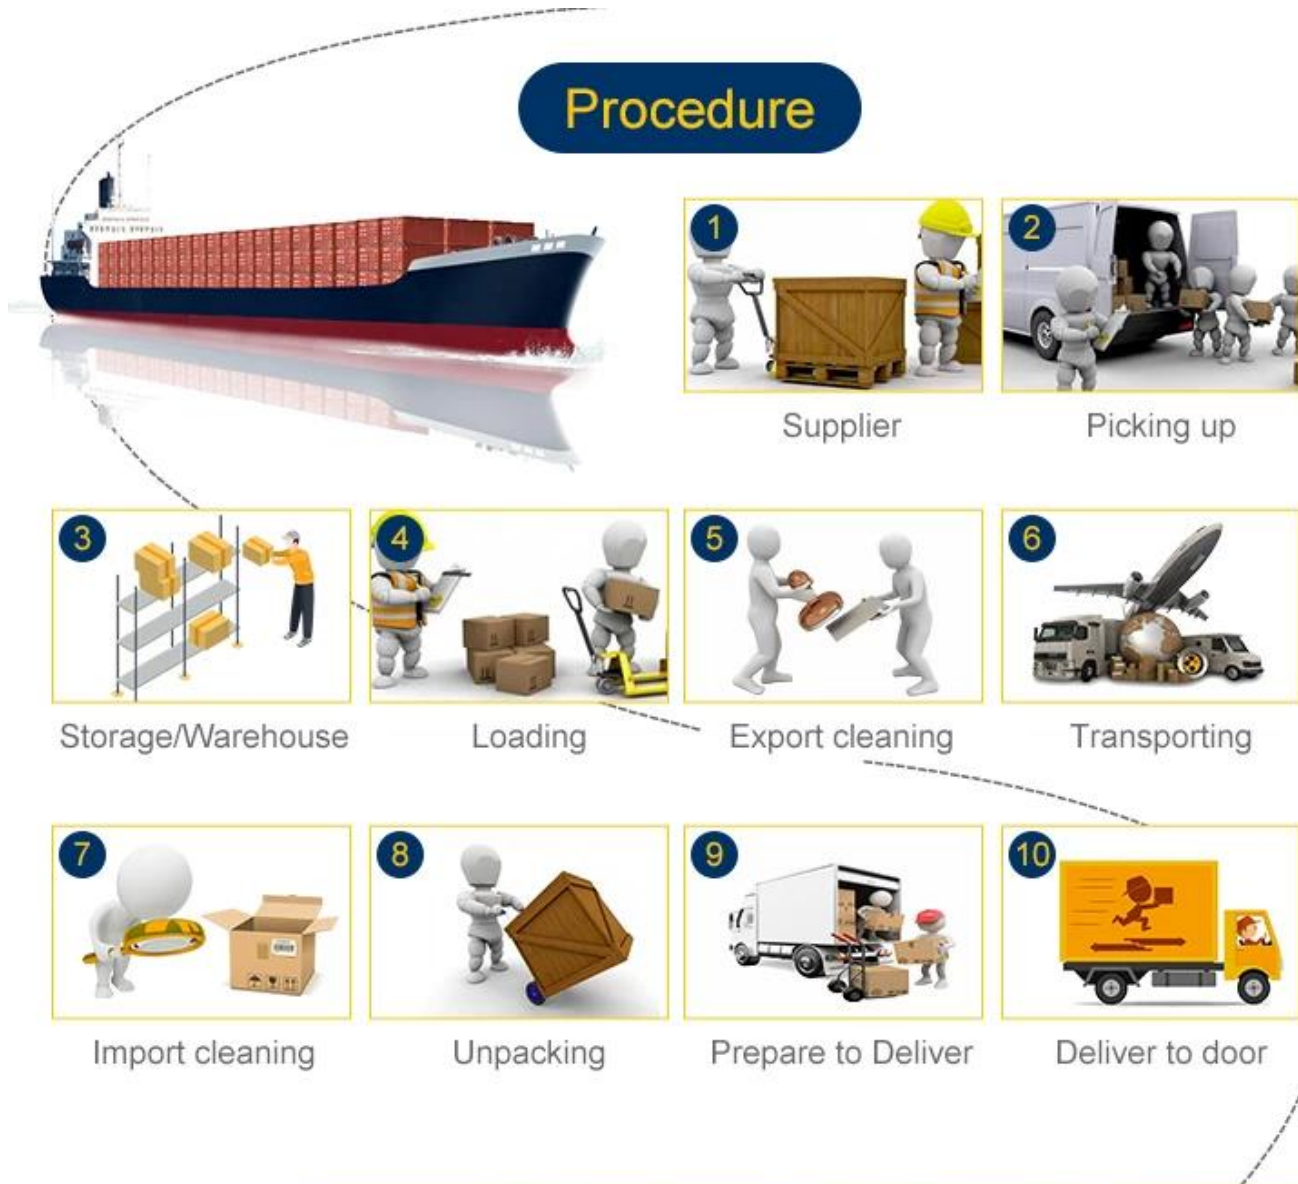 Procedure
1
2
Supplier
Picking up
3
4
5
6
Storage/Warehouse
Loading
Export cleaning
Transporting
7
8
9
10
Import cleaning
Unpacking
Prepare to Deliver
Deliver to door